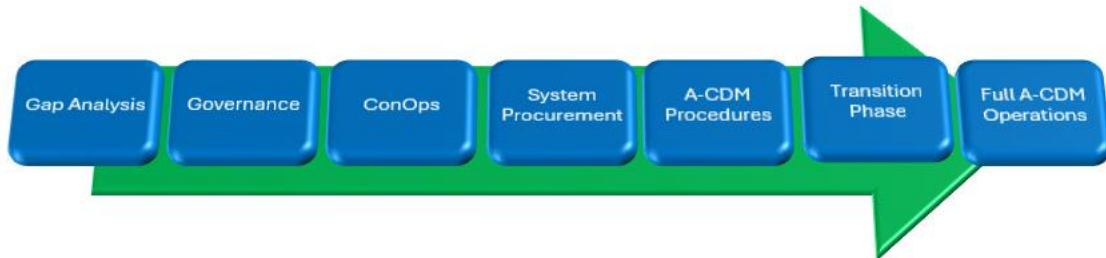 Gap Analysis
Governance
ConOps
System
Procurement
A-CDM
Procedures
Transition
Phase
Full A-CDM
Operations